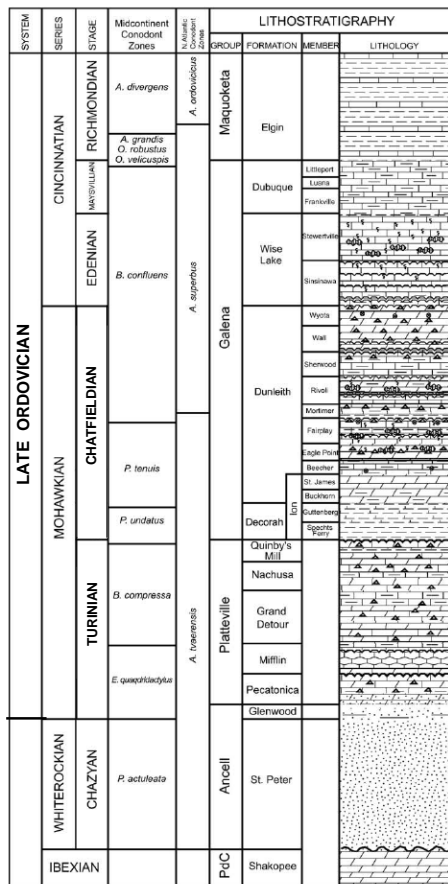 SYSTEM
SERIES
STAGE
Midcontinent
Conodont
Zones
N.Atlantic
Conodont
Zones
LITHOSTRATIGRAPHY
GROUP
FORMATION
MEMBER
LITHOLOGY
LATE ORDOVICIAN
CINCINNATIAN
MOHAWKIAN
WHITEROCKIAN
IBEXIAN
RICHMONDIAN
MAYSVILLIAN
EDENIAN
CHATFIELDIAN
TURINIAN
CHAZYAN
A. divergens
A. grandis
O. robustus
O. velicuspis
B. confluens
P. tenuis
P. undatus
B. compressa
E. quaqdridactylus
P. actuleata
A. ordovicicus
A. superbus
A. tvaerensis
Maquoketa
Galena
Platteville
Ancell
PdC
Elgin
Dubuque
Wise
Lake
Dunleith
Decorah
Ion
Quinby's
Mill
Nachusa
Grand
Detour
Mifflin
Pecatonica
Glenwood
St. Peter
Shakopee
Littleport
Luana
Frankville
Stewertville
Sinsinawa
Wyota
Wall
Sherwood
Rivoli
Mortimer
Fairplay
Eagle Point
Beecher
St. James
Buckhorn
Guttenberg
Spechts
Ferry